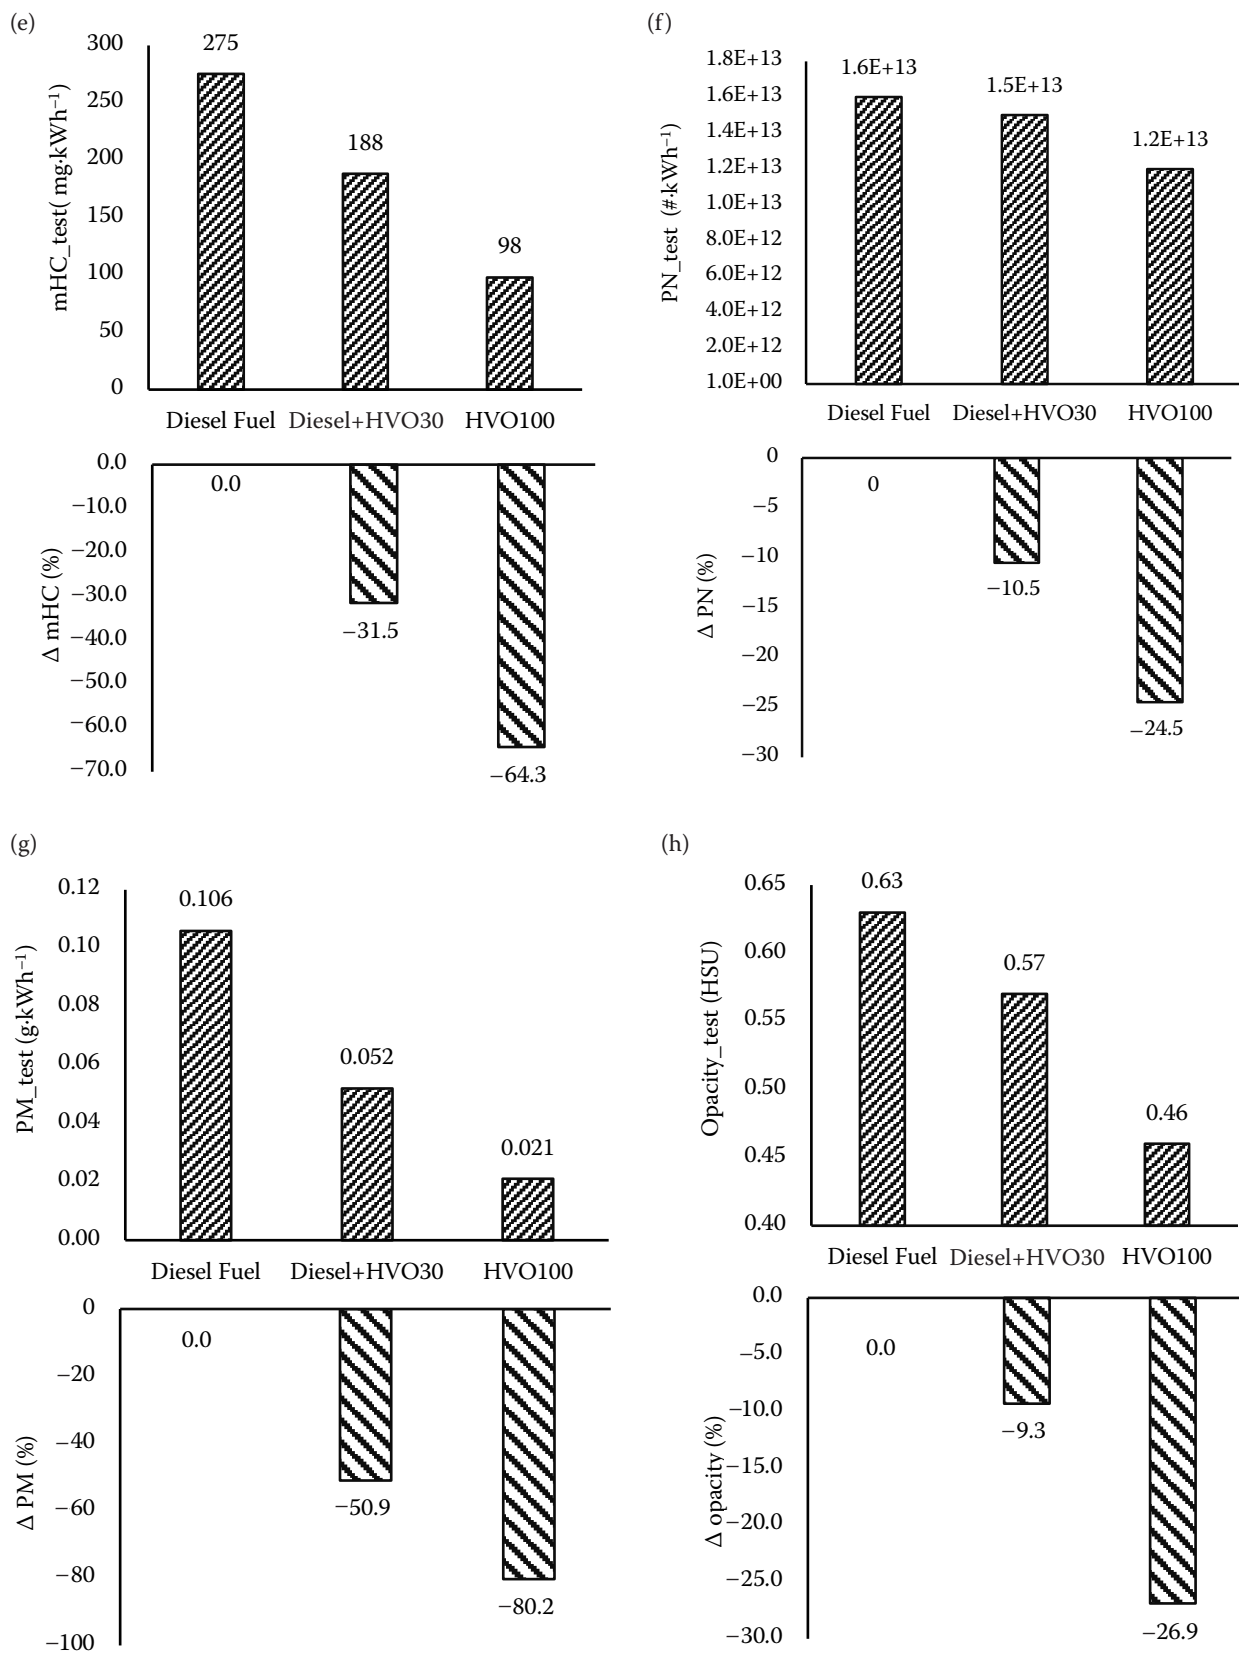 (e)
mHC_test( mg·kWh⁻¹)
300
250
200
150
100
50
0
275
188
98
Diesel Fuel Diesel+HVO30 HVO100
Δ mHC (%)
0.0
−10.0
−20.0
−30.0
−40.0
−50.0
−60.0
−70.0
0.0
−31.5
−64.3
(f)
PN_test (#·kWh⁻¹)
1.8E+13
1.6E+13
1.4E+13
1.2E+13
1.0E+13
8.0E+12
6.0E+12
4.0E+12
2.0E+12
1.0E+00
1.6E+13
1.5E+13
1.2E+13
Diesel Fuel Diesel+HVO30 HVO100
Δ PN (%)
0
−5
−10
−15
−20
−25
−30
0
−10.5
−24.5
(g)
PM_test (g·kWh⁻¹)
0.12
0.10
0.08
0.06
0.04
0.02
0.00
0.106
0.052
0.021
Diesel Fuel Diesel+HVO30 HVO100
Δ PM (%)
0
−20
−40
−60
−80
−100
0.0
−50.9
−80.2
(h)
Opacity_test (HSU)
0.65
0.60
0.55
0.50
0.45
0.40
0.63
0.57
0.46
Diesel Fuel Diesel+HVO30 HVO100
Δ opacity (%)
0.0
−5.0
−10.0
−15.0
−20.0
−25.0
−30.0
0.0
−9.3
−26.9